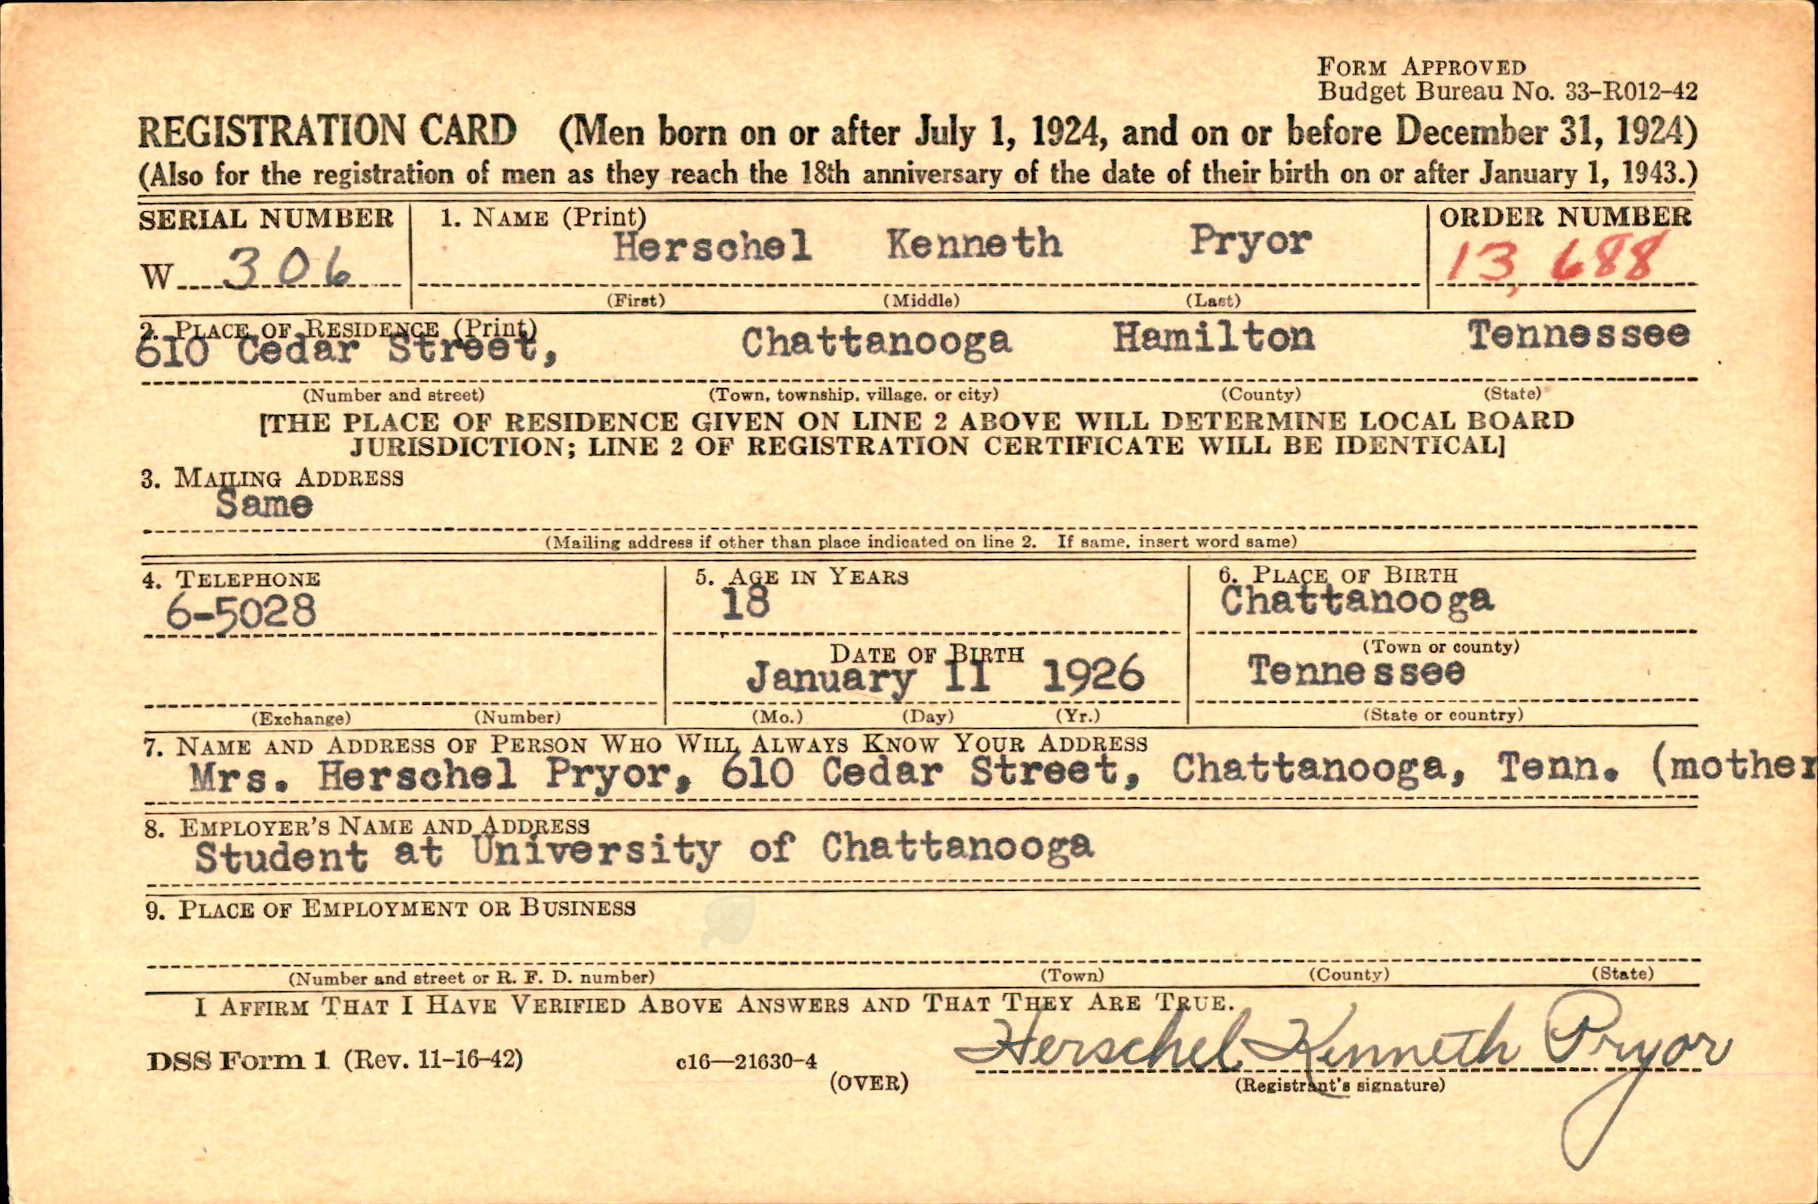 FORM APPROVED
Budget Bureau No. 33-R012-42
REGISTRATION CARD (Men born on or after July 1, 1924, and on or before December 31, 1924)
(Also for the registration of men as they reach the 18th anniversary of the date of their birth on or after January 1, 1943.)
SERIAL NUMBER 1. NAME (Print) ORDER NUMBER
W 306 Herschel Kenneth Pryor 13,688
(First) (Middle) (Last)
2. PLACE OF RESIDENCE (Print)
610 Cedar Street, Chattanooga Hamilton Tennessee
(Number and street) (Town, township, village, or city) (County) (State)
[THE PLACE OF RESIDENCE GIVEN ON LINE 2 ABOVE WILL DETERMINE LOCAL BOARD
JURISDICTION; LINE 2 OF REGISTRATION CERTIFICATE WILL BE IDENTICAL]
3. MAILING ADDRESS
Same
(Mailing address if other than place indicated on line 2. If same, insert word same)
4. TELEPHONE 5. AGE IN YEARS 6. PLACE OF BIRTH
6-5028 18 Chattanooga
(Town or county)
DATE OF BIRTH
January 11 1926 Tennessee
(Exchange) (Number) (Mo.) (Day) (Yr.) (State or country)
7. NAME AND ADDRESS OF PERSON WHO WILL ALWAYS KNOW YOUR ADDRESS
Mrs. Herschel Pryor, 610 Cedar Street, Chattanooga, Tenn. (mother
8. EMPLOYER'S NAME AND ADDRESS
Student at University of Chattanooga
9. PLACE OF EMPLOYMENT OR BUSINESS
(Number and street or R. F. D. number) (Town) (County) (State)
I AFFIRM THAT I HAVE VERIFIED ABOVE ANSWERS AND THAT THEY ARE TRUE.
DSS Form 1 (Rev. 11-16-42) c16—21630-4 Herschel Kenneth Pryor
(OVER) (Registrant's signature)